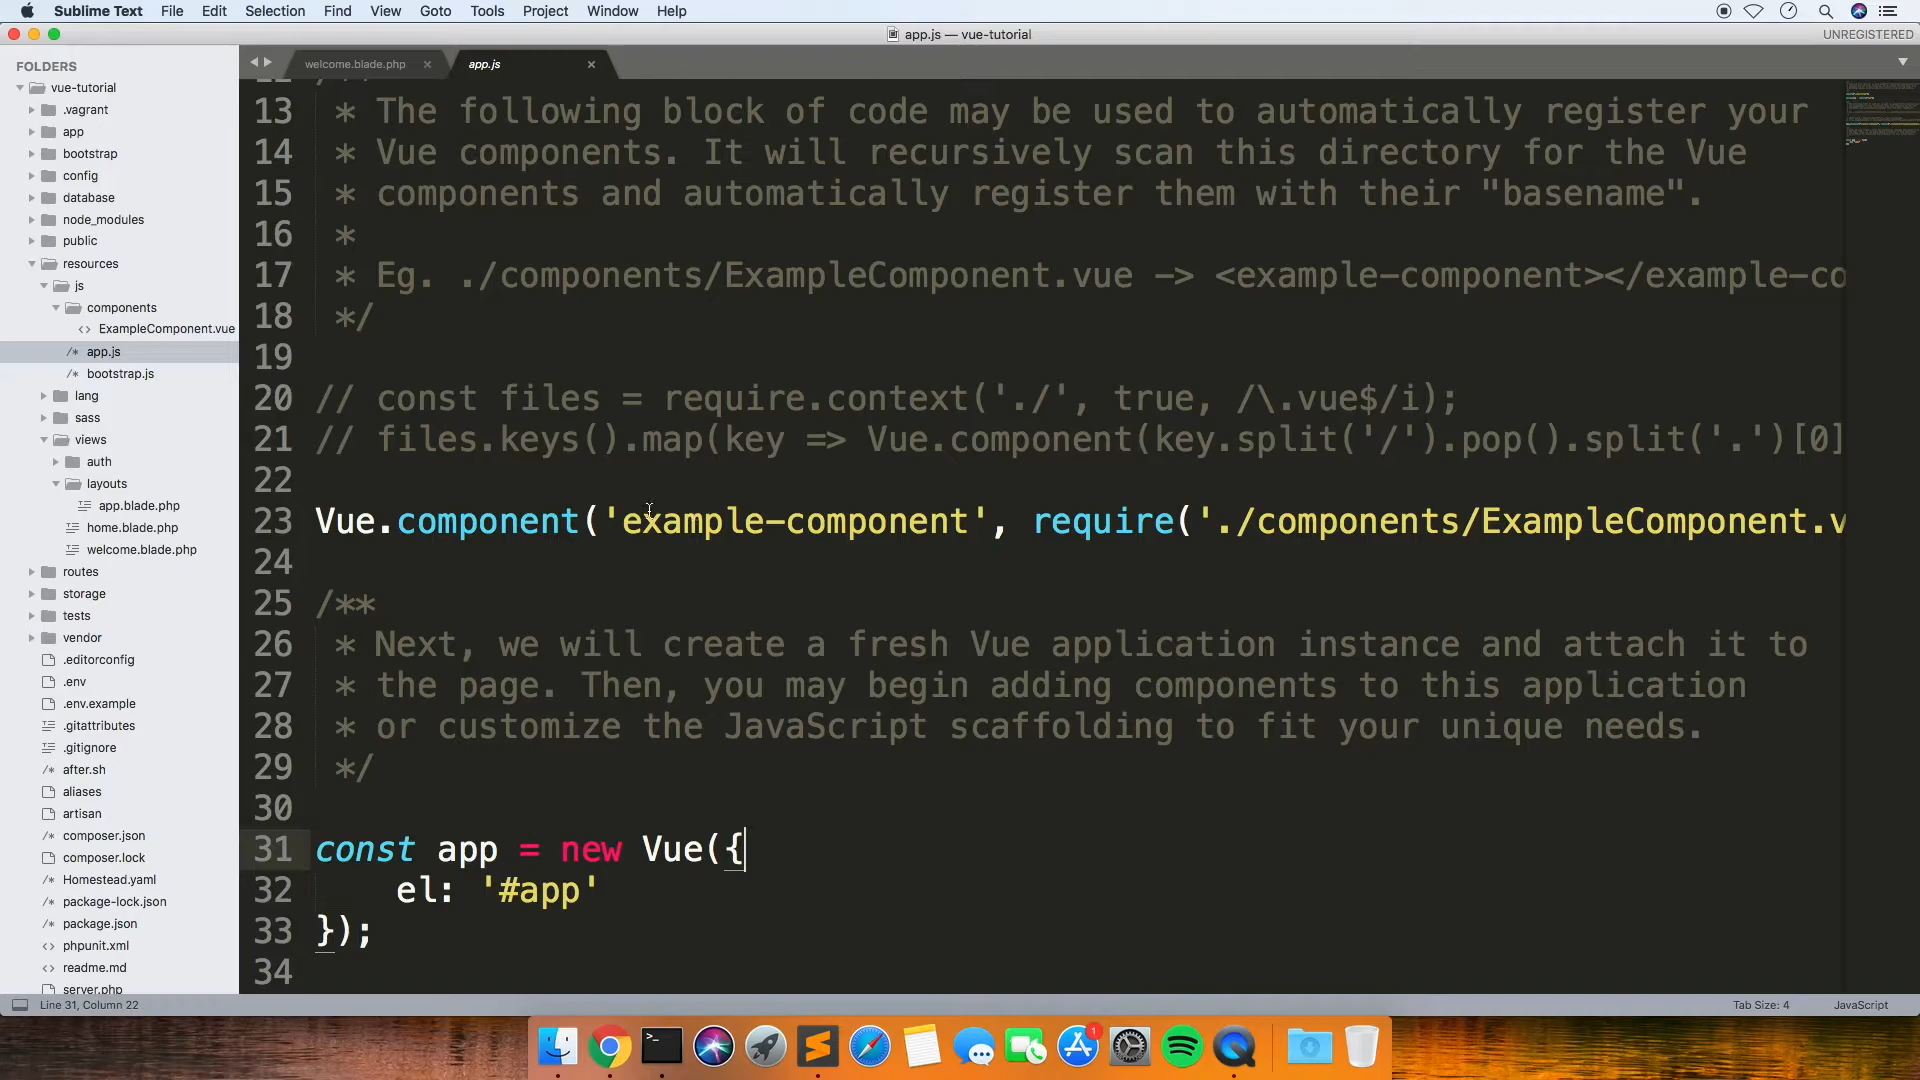 Sublime Text File Edit Selection Find View Goto Tools Project Window Help
app.js — vue-tutorial
UNREGISTERED
FOLDERS
vue-tutorial
.vagrant
app
bootstrap
config
database
node_modules
public
resources
js
components
ExampleComponent.vue
app.js
bootstrap.js
lang
sass
views
auth
layouts
app.blade.php
home.blade.php
welcome.blade.php
routes
storage
tests
vendor
.editorconfig
.env
.env.example
.gitattributes
.gitignore
after.sh
aliases
artisan
composer.json
composer.lock
Homestead.yaml
package-lock.json
package.json
phpunit.xml
readme.md
server.php
welcome.blade.php
app.js
13 * The following block of code may be used to automatically register your
14 * Vue components. It will recursively scan this directory for the Vue
15 * components and automatically register them with their "basename".
16 *
17 * Eg. ./components/ExampleComponent.vue -> <example-component></example-co
18 */
19
20 // const files = require.context('./', true, /\.vue$/i);
21 // files.keys().map(key => Vue.component(key.split('/').pop().split('.')[0]
22
23 Vue.component('example-component', require('./components/ExampleComponent.v
24
25 /**
26 * Next, we will create a fresh Vue application instance and attach it to
27 * the page. Then, you may begin adding components to this application
28 * or customize the JavaScript scaffolding to fit your unique needs.
29 */
30
31 const app = new Vue({
32 el: '#app'
33 });
34
Line 31, Column 22
Tab Size: 4
JavaScript
1